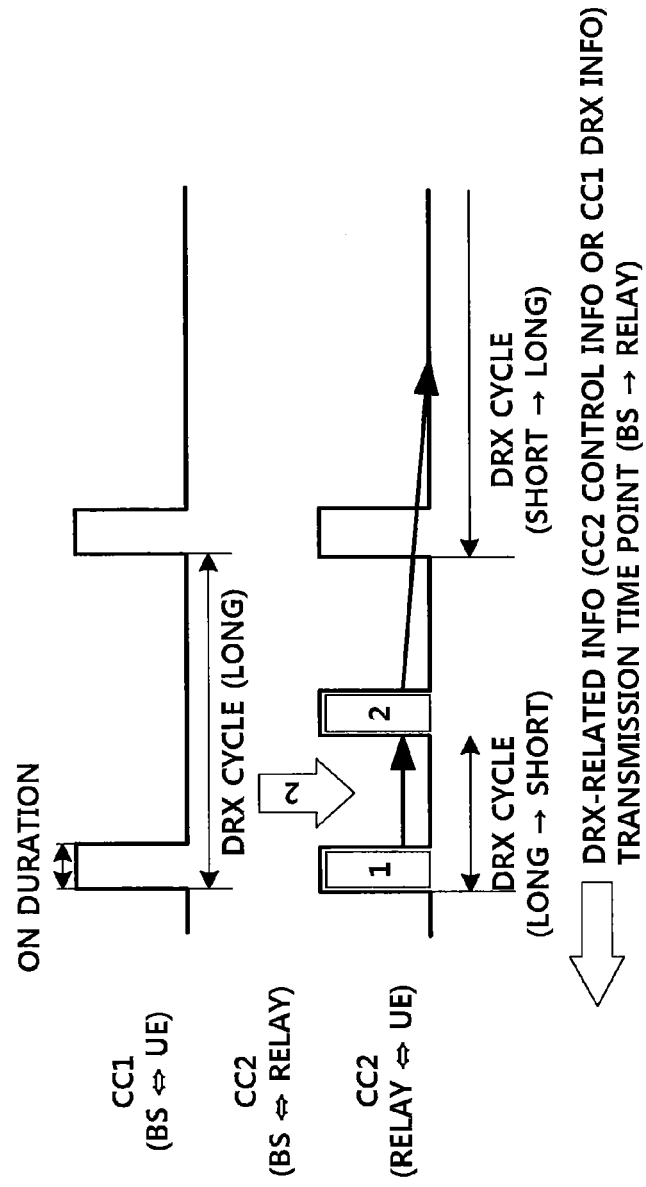 ON DURATION
CC1
(BS ⇔ UE)
DRX CYCLE (LONG)
CC2
(BS ⇔ RELAY)
2
CC2
(RELAY ⇔ UE)
1
2
DRX CYCLE
(LONG → SHORT)
DRX CYCLE
(SHORT → LONG)
DRX-RELATED INFO (CC2 CONTROL INFO OR CC1 DRX INFO)
TRANSMISSION TIME POINT (BS → RELAY)